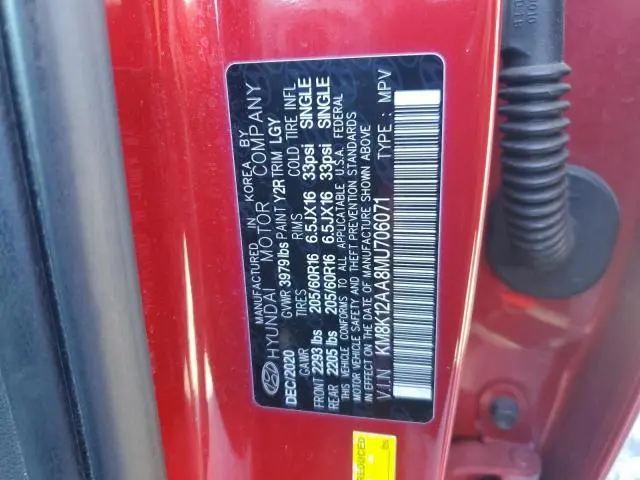 MANUFACTURED IN KOREA BY
HYUNDAI MOTOR COMPANY
DEC/2020 GVWR 3979 lbs PAINT Y2R TRIM LGY
GAWR TIRES RIMS COLD TIRE INFL
FRONT 2293 lbs 205/60R16 6.5JX16 33psi SINGLE
REAR 2205 lbs 205/60R16 6.5JX16 33psi SINGLE
THIS VEHICLE CONFORMS TO ALL APPLICABLE U.S.A. FEDERAL
MOTOR VEHICLE SAFETY AND THEFT PREVENTION STANDARDS
IN EFFECT ON THE DATE OF MANUFACTURE SHOWN ABOVE
V.I.N KM8K12AA8MU706071 TYPE : MPV